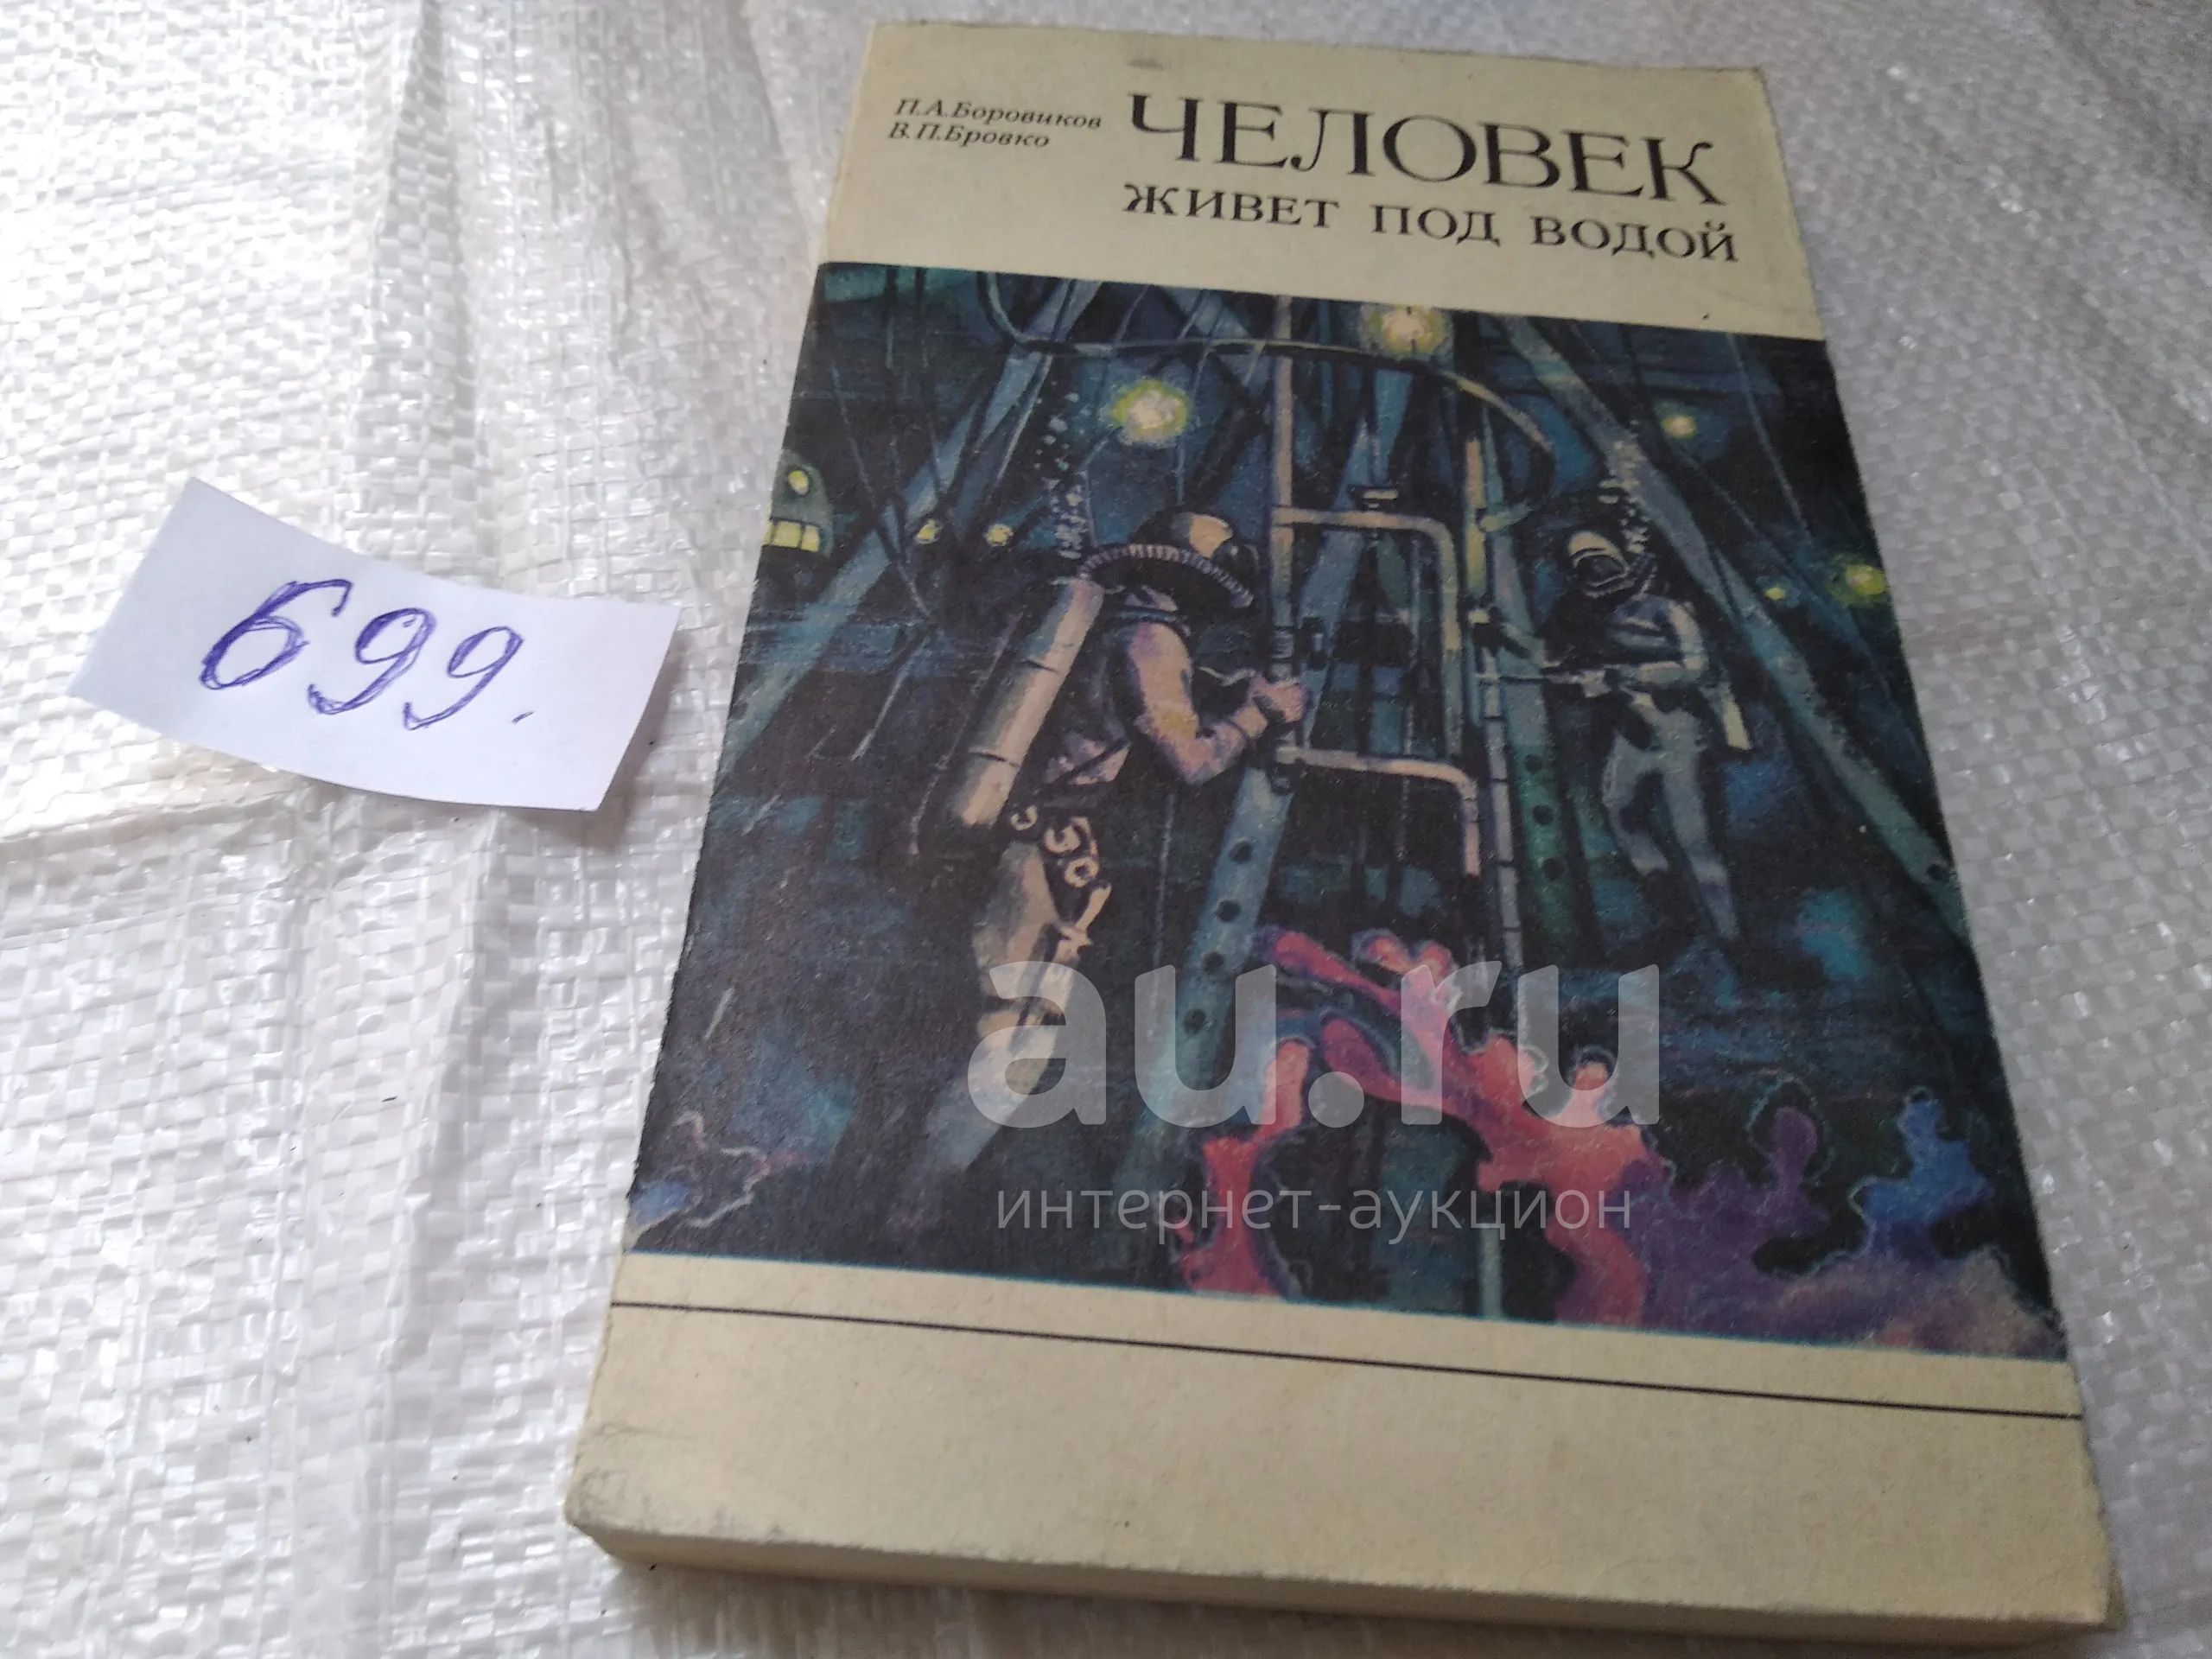 П.А.Боровиков
В.П.Бровко
ЧЕЛОВЕК
ЖИВЕТ ПОД ВОДОЙ
699.
au.ru
интернет-аукцион